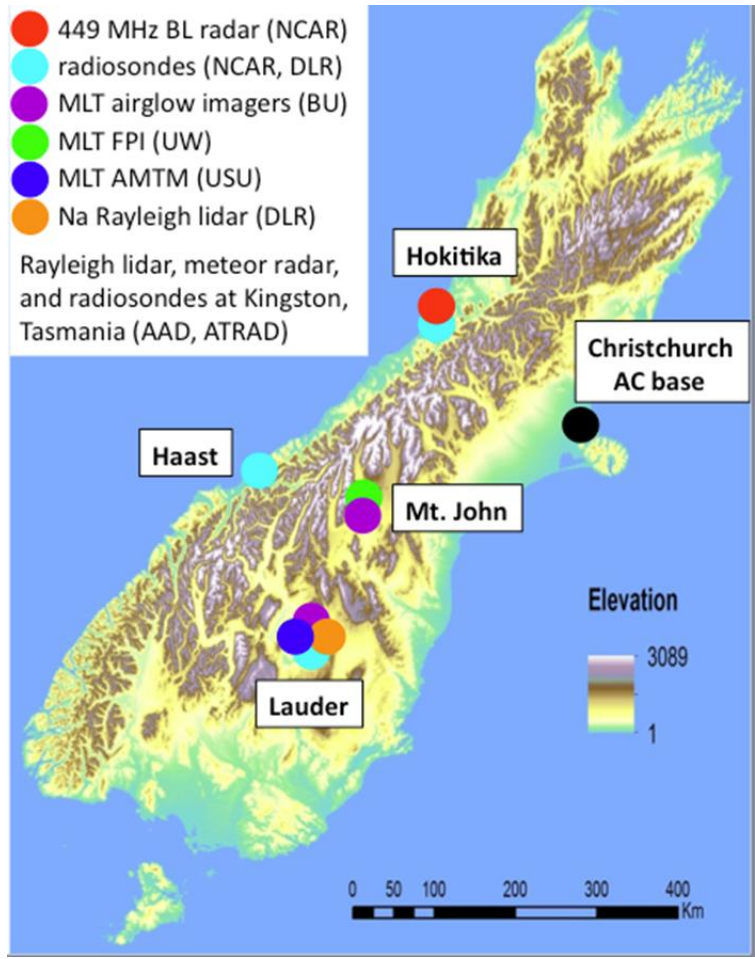 449 MHz BL radar (NCAR)
radiosondes (NCAR, DLR)
MLT airglow imagers (BU)
MLT FPI (UW)
MLT AMTM (USU)
Na Rayleigh lidar (DLR)
Rayleigh lidar, meteor radar,
and radiosondes at Kingston,
Tasmania (AAD, ATRAD)
Hokitika
Christchurch
AC base
Haast
Mt. John
Lauder
Elevation
3089
1
0 50 100 200 300 400
Km